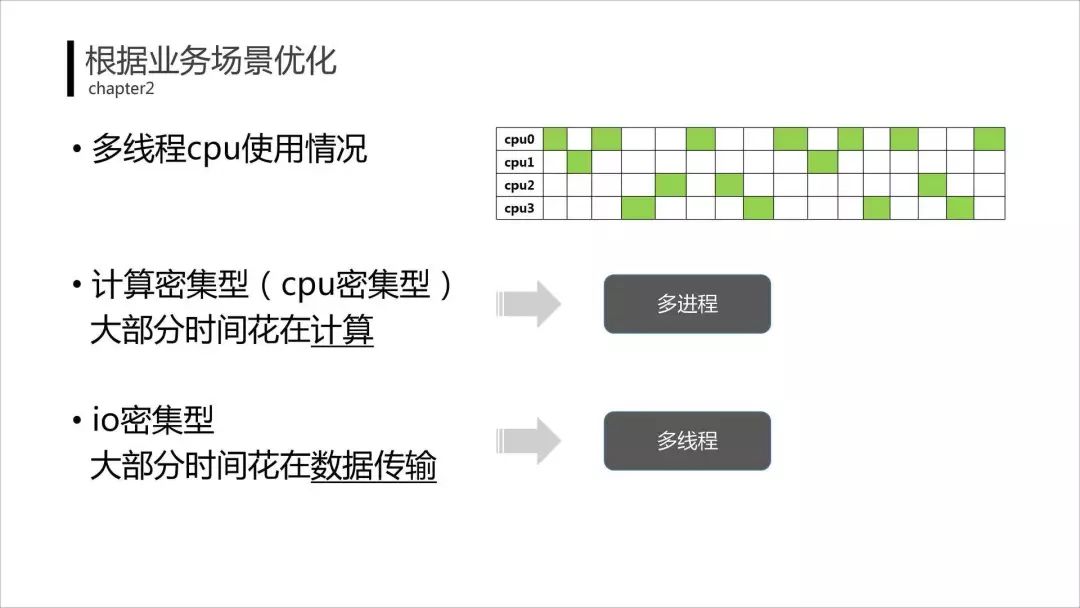 根据业务场景优化
chapter2
• 多线程cpu使用情况
cpu0
cpu1
cpu2
cpu3
• 计算密集型（cpu密集型）
大部分时间花在计算
多进程
• io密集型
大部分时间花在数据传输
多线程